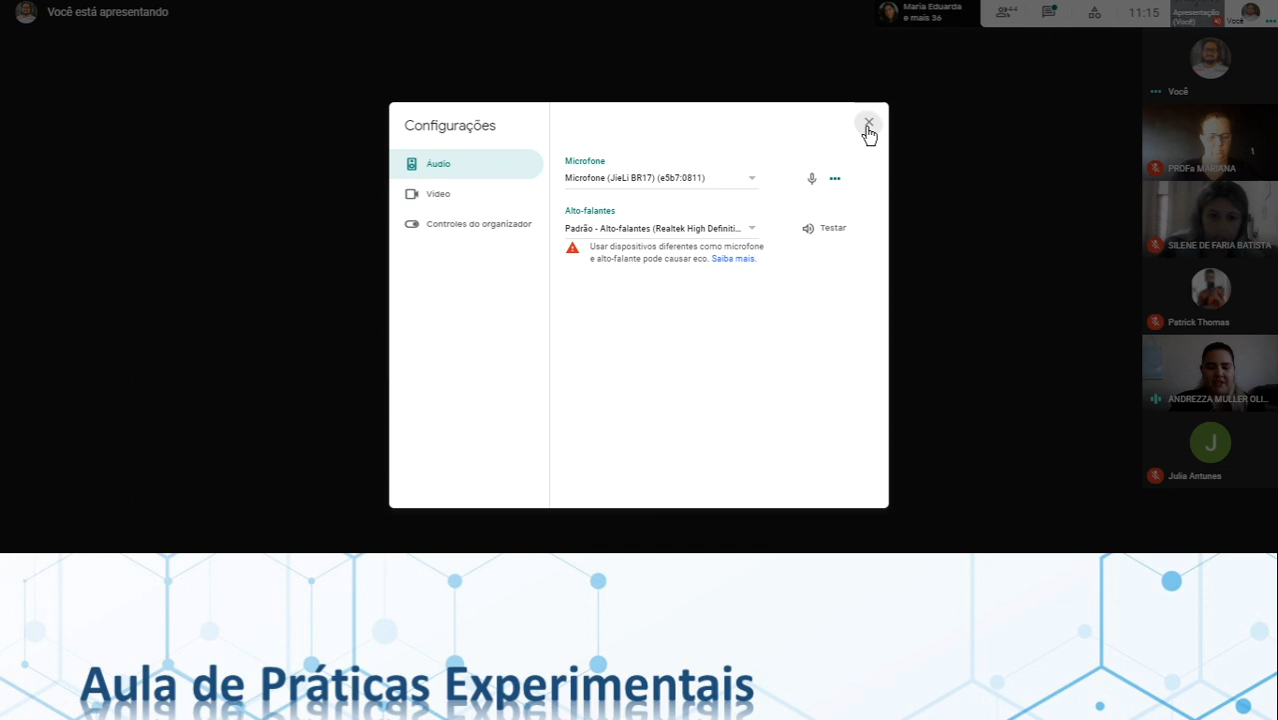 Você está apresentando
Maria Eduarda
e mais 36
44
11:15
Apresentação
(Você)
Você
Você
Configurações
Áudio
Vídeo
Controles do organizador
Microfone
Microfone (JieLi BR17) (e5b7:0811)
Alto-falantes
Padrão - Alto-falantes (Realtek High Definiti...
Testar
Usar dispositivos diferentes como microfone
e alto-falante pode causar eco. Saiba mais.
PROFa MARIANA
SILENE DE FARIA BATISTA
Patrick Thomas
ANDREZZA MULLER OLI...
J
Julia Antunes
Aula de Práticas Experimentais